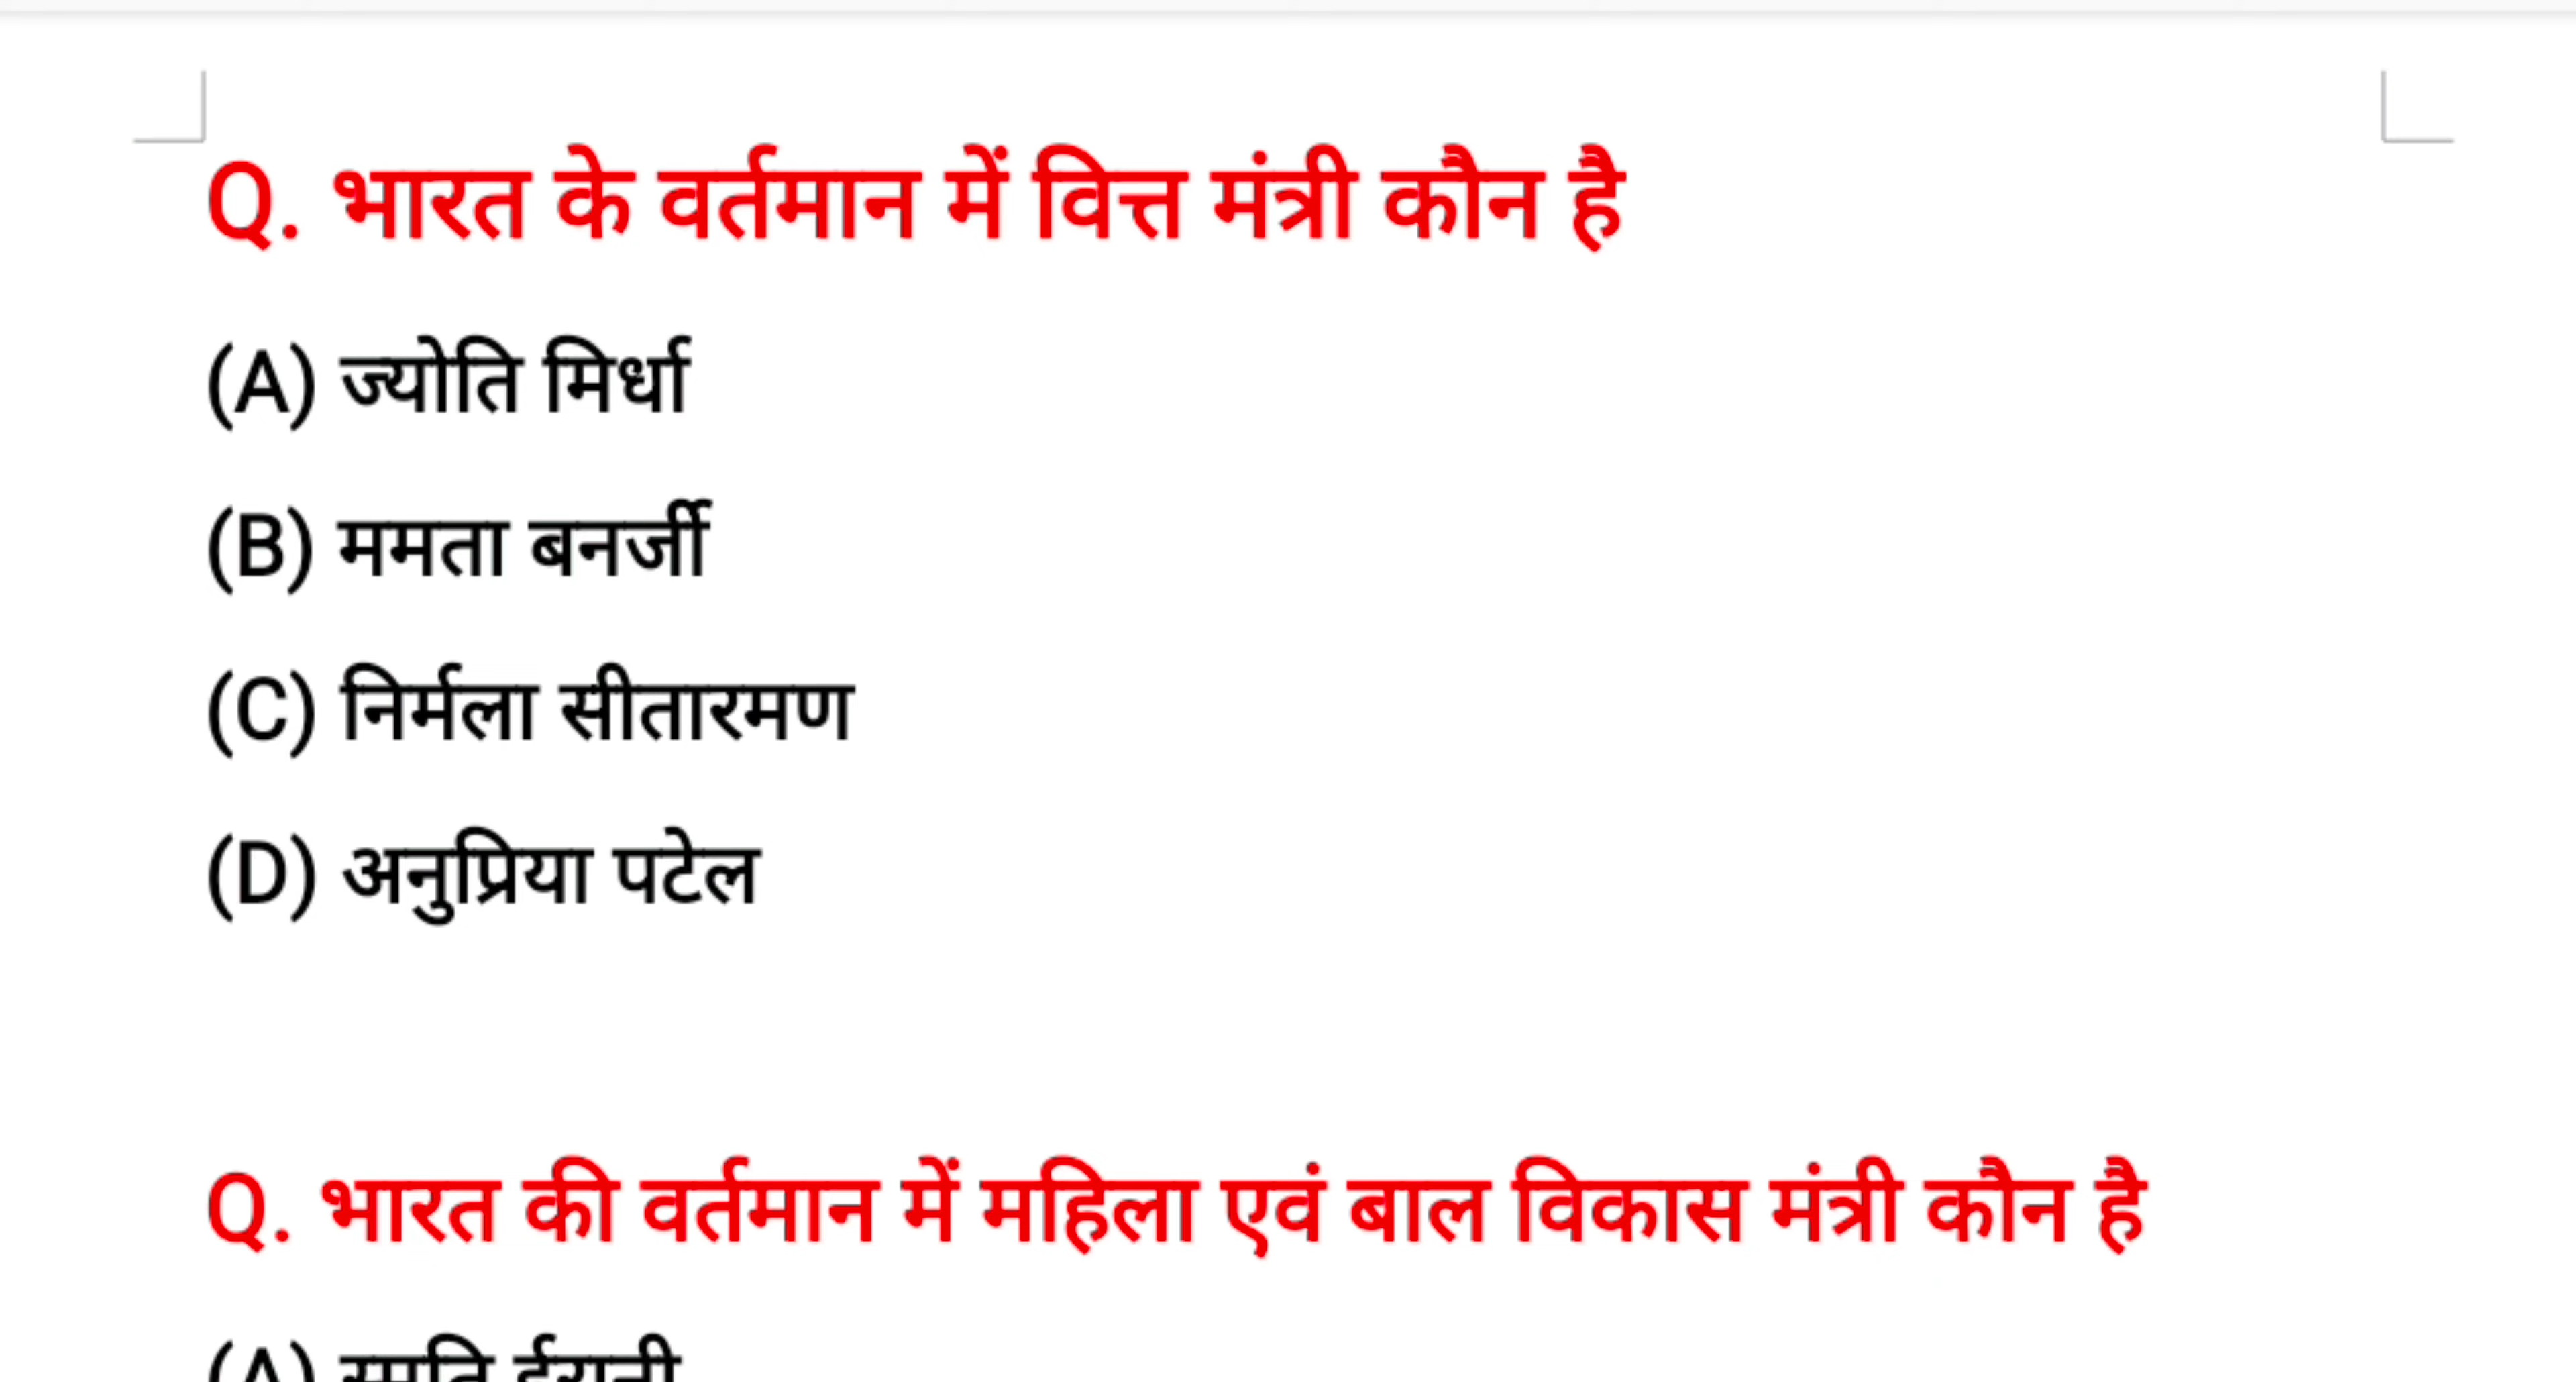 Q. भारत के वर्तमान में वित्त मंत्री कौन है
(A) ज्योति मिर्धा
(B) ममता बनर्जी
(C) निर्मला सीतारमण
(D) अनुप्रिया पटेल
Q. भारत की वर्तमान में महिला एवं बाल विकास मंत्री कौन है
(A)